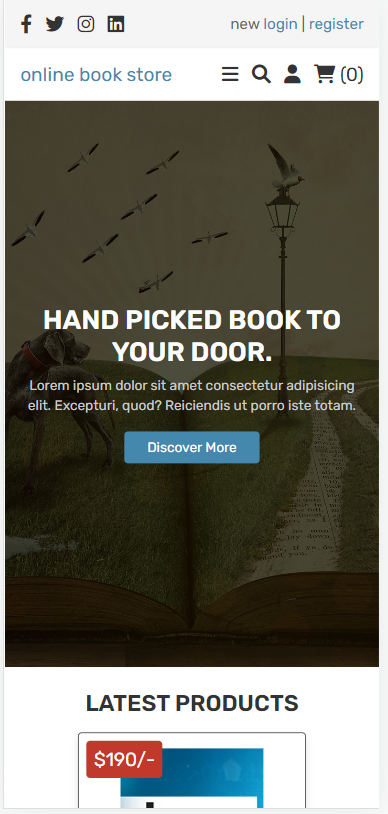 new login | register
online book store
(0)
HAND PICKED BOOK TO
YOUR DOOR.
Lorem ipsum dolor sit amet consectetur adipisicing
elit. Excepturi, quod? Reiciendis ut porro iste totam.
Discover More
LATEST PRODUCTS
$190/-